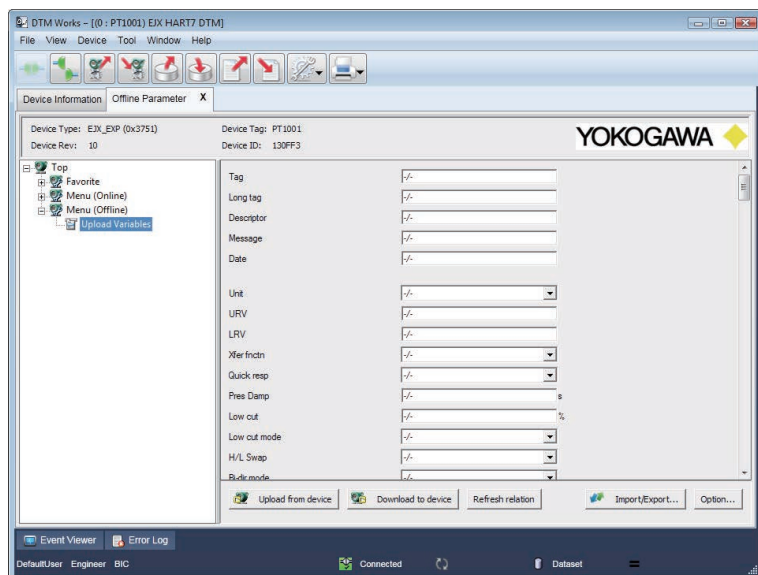 DTM Works – [(0 : PT1001) EJX HART7 DTM]
File View Device Tool Window Help
Device Information Offline Parameter X
Device Type: EJX_EXP (0x3751) Device Tag: PT1001
Device Rev: 10 Device ID: 130FF3
YOKOGAWA
Top
Favorite
Menu (Online)
Menu (Offline)
Upload Variables
Tag -/-
Long tag -/-
Descriptor -/-
Message -/-
Date -/-
Unit -/-
URV -/-
LRV -/-
Xfer fnctn -/-
Quick resp -/-
Pres Damp -/- s
Low cut -/- %
Low cut mode -/-
H/L Swap -/-
Bi-dir mode -/-
Upload from device Download to device Refresh relation Import/Export... Option...
Event Viewer Error Log
DefaultUser Engineer BIC Connected Dataset